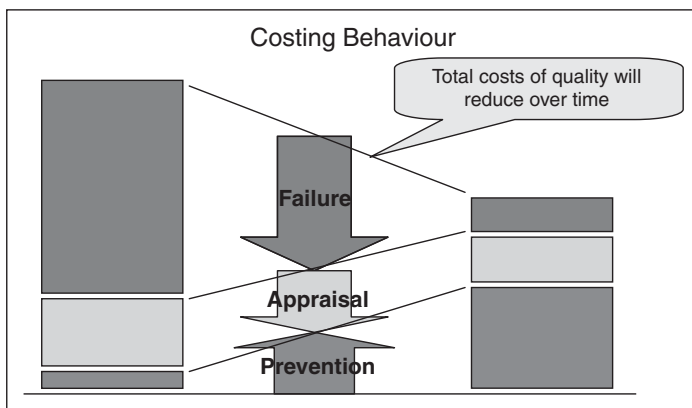 Costing Behaviour
Total costs of quality will
reduce over time
Failure
Appraisal
Prevention